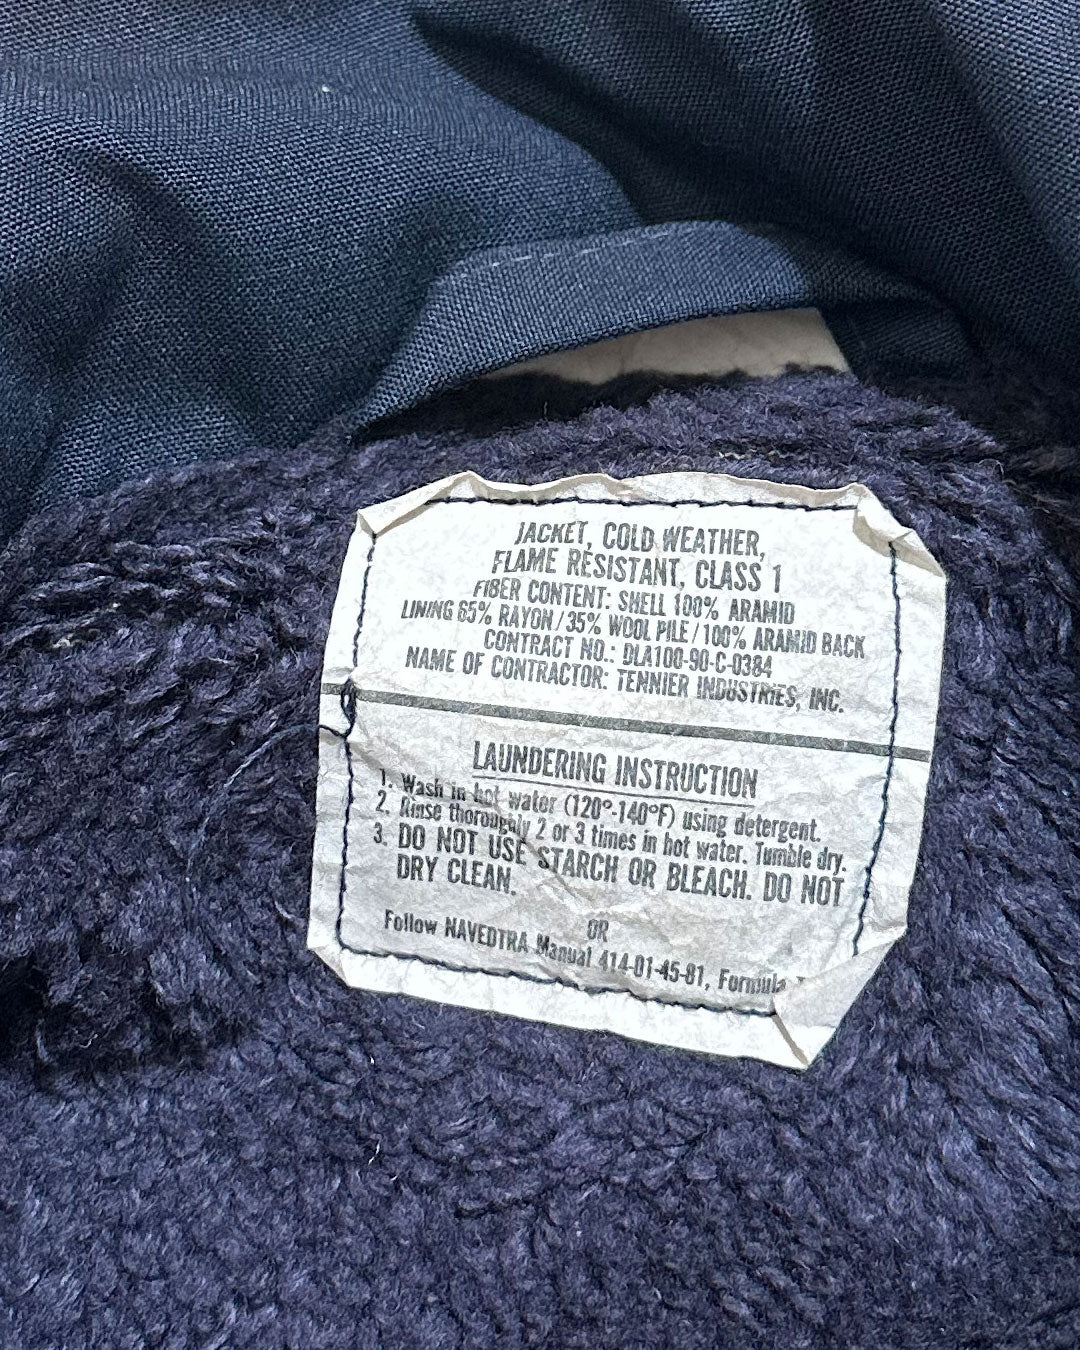 JACKET, COLD WEATHER,
FLAME RESISTANT, CLASS 1
FIBER CONTENT: SHELL 100% ARAMID
LINING 65% RAYON/35% WOOL PILE/100% ARAMID BACK
CONTRACT NO.: DLA100-90-C-0384
NAME OF CONTRACTOR: TENNIER INDUSTRIES, INC.
LAUNDERING INSTRUCTION
1. Wash in hot water (120°-140°F) using detergent.
2. Rinse thoroughly 2 or 3 times in hot water. Tumble dry.
3. DO NOT USE STARCH OR BLEACH. DO NOT
DRY CLEAN.
OR
Follow NAVEDTRA Manual 414-01-45-81, Formula